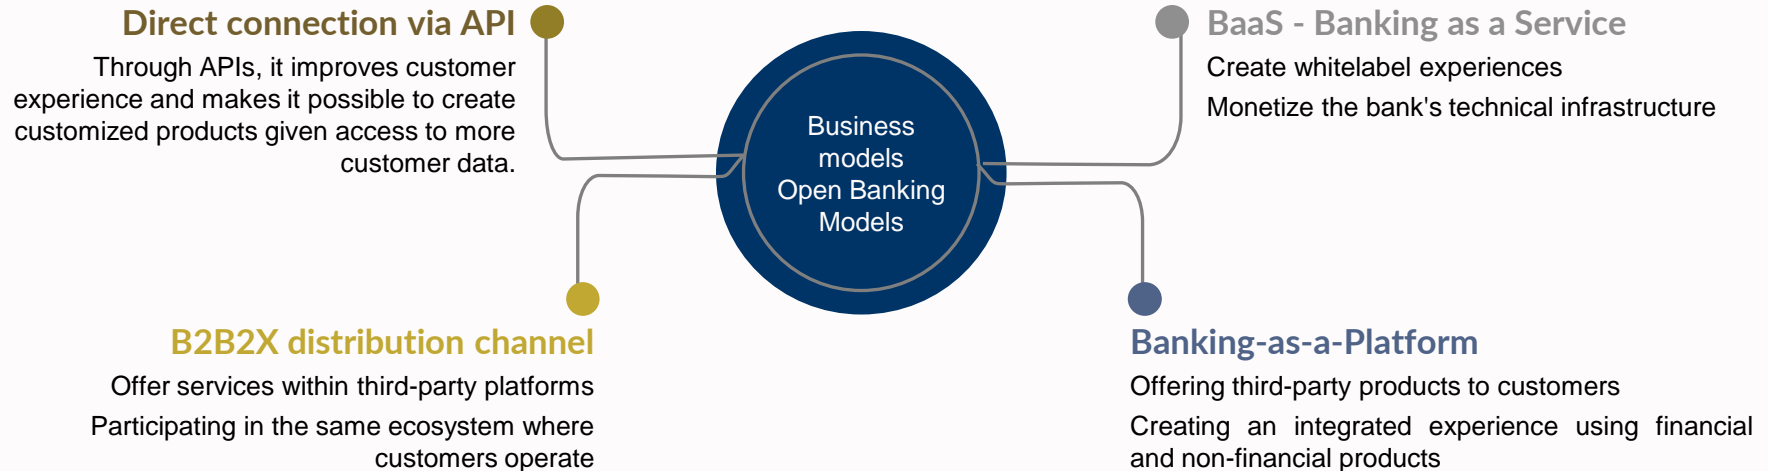 Direct connection via API
Through APIs, it improves customer
experience and makes it possible to create
customized products given access to more
customer data.
BaaS - Banking as a Service
Create whitelabel experiences
Monetize the bank's technical infrastructure
Business
models
Open Banking
Models
B2B2X distribution channel
Offer services within third-party platforms
Participating in the same ecosystem where
customers operate
Banking-as-a-Platform
Offering third-party products to customers
Creating an integrated experience using financial
and non-financial products